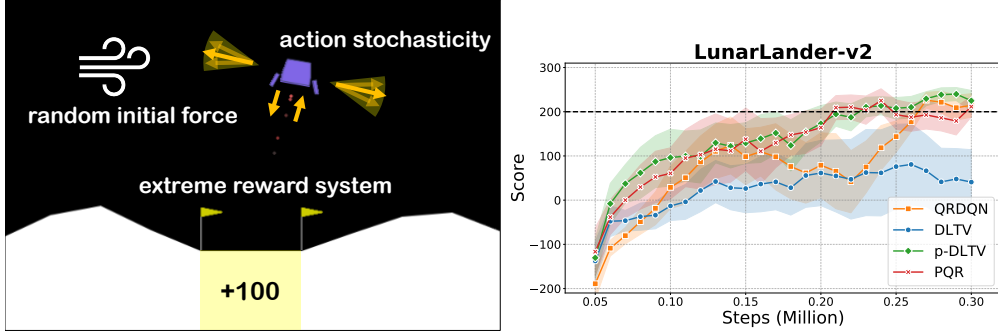 action stochasticity
random initial force
extreme reward system
+100
LunarLander-v2
Score
300
200
100
0
−100
−200
0.05
0.10
0.15
0.20
0.25
0.30
Steps (Million)
QRDQN
DLTV
p-DLTV
PQR